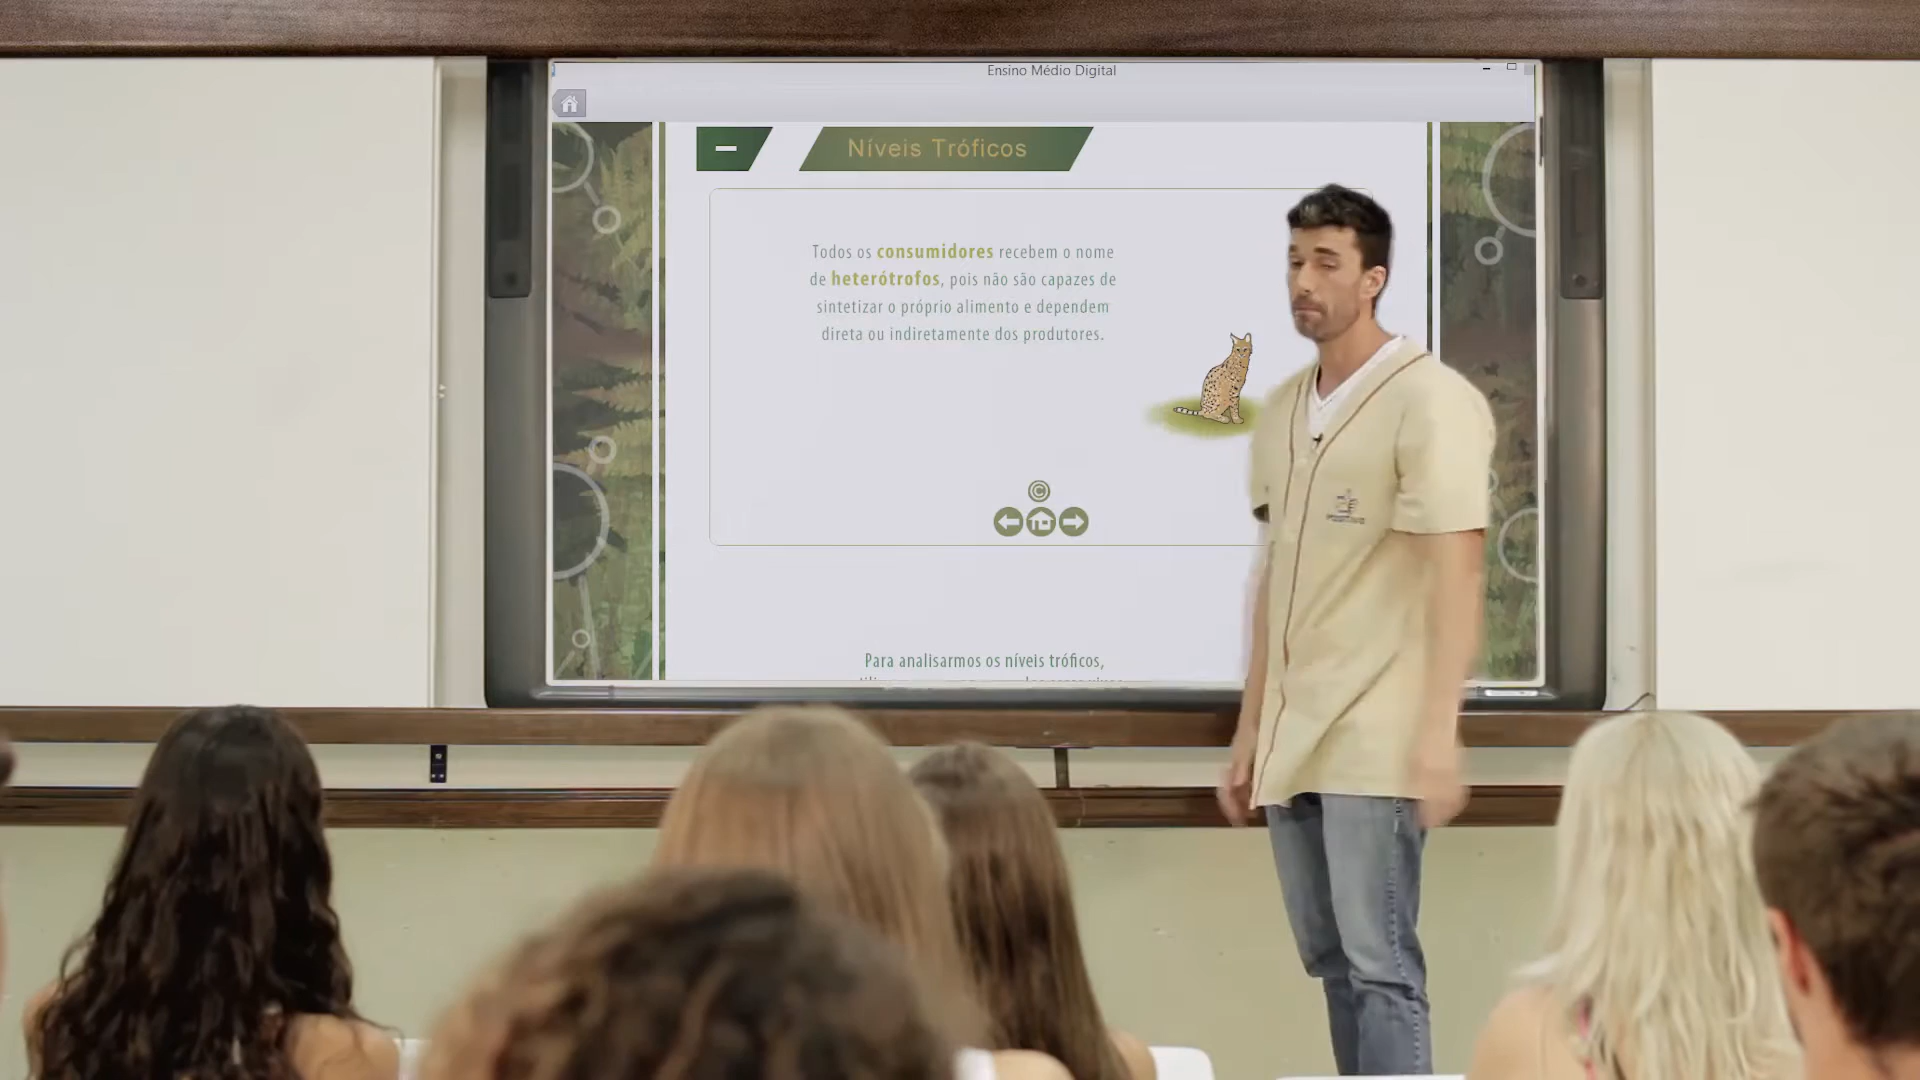 Ensino Médio Digital
Níveis Tróficos
Todos os consumidores recebem o nome
de heterótrofos, pois não são capazes de
sintetizar o próprio alimento e dependem
direta ou indiretamente dos produtores.
©
Para analisarmos os níveis tróficos,